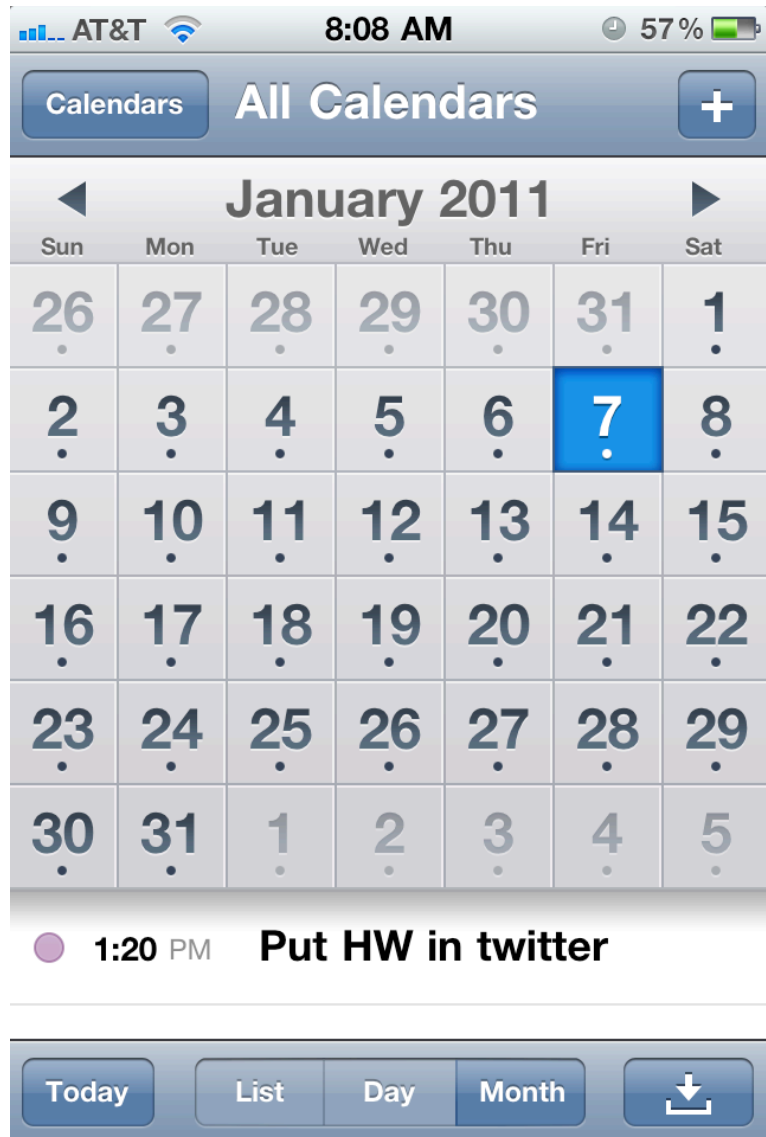 AT&T 8:08 AM 57%
Calendars All Calendars +
January 2011
Sun Mon Tue Wed Thu Fri Sat
26 27 28 29 30 31 1
2 3 4 5 6 7 8
9 10 11 12 13 14 15
16 17 18 19 20 21 22
23 24 25 26 27 28 29
30 31 1 2 3 4 5
1:20 PM Put HW in twitter
Today List Day Month